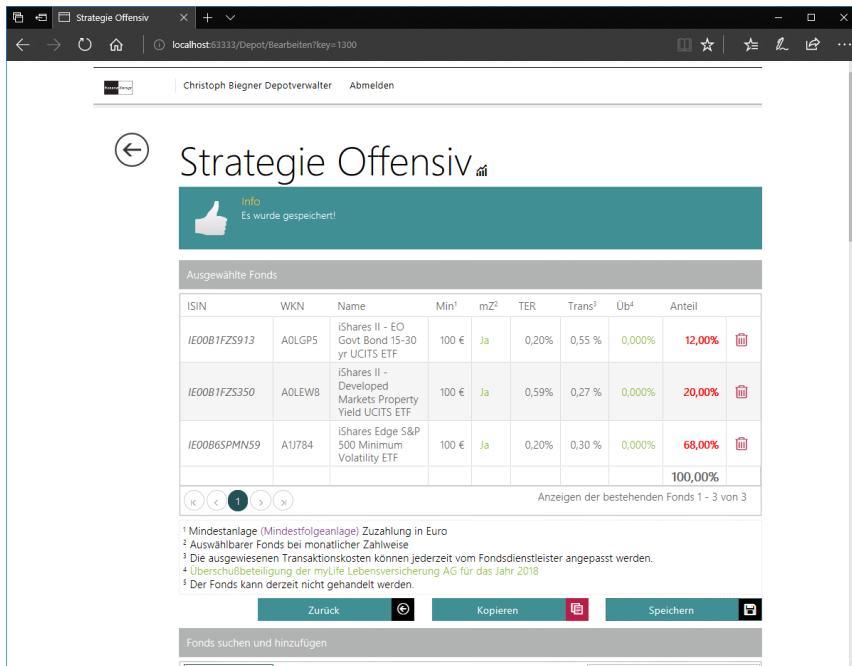 Strategie Offensiv
localhost:63333/Depot/Bearbeiten?key=1300
Christoph Biegner Depotverwalter Abmelden
Strategie Offensiv
Info
Es wurde gespeichert!
Ausgewählte Fonds
ISIN WKN Name Min¹ mZ² TER Trans³ Üb⁴ Anteil
IE00B1FZS913 A0LGP5 iShares II - EO Govt Bond 15-30 yr UCITS ETF 100 € Ja 0,20% 0,55 % 0,000% 12,00%
IE00B1FZS350 A0LEW8 iShares II - Developed Markets Property Yield UCITS ETF 100 € Ja 0,59% 0,27 % 0,000% 20,00%
IE00B6SPMN59 A1J784 iShares Edge S&P 500 Minimum Volatility ETF 100 € Ja 0,20% 0,30 % 0,000% 68,00%
100,00%
1 Anzeigen der bestehenden Fonds 1 - 3 von 3
¹ Mindestanlage (Mindestfolgeanlage) Zuzahlung in Euro
² Auswählbarer Fonds bei monatlicher Zahlweise
³ Die ausgewiesenen Transaktionskosten können jederzeit vom Fondsdienstleister angepasst werden.
⁴ Überschußbeteiligung der myLife Lebensversicherung AG für das Jahr 2018
⁵ Der Fonds kann derzeit nicht gehandelt werden.
Zurück Kopieren Speichern
Fonds suchen und hinzufügen